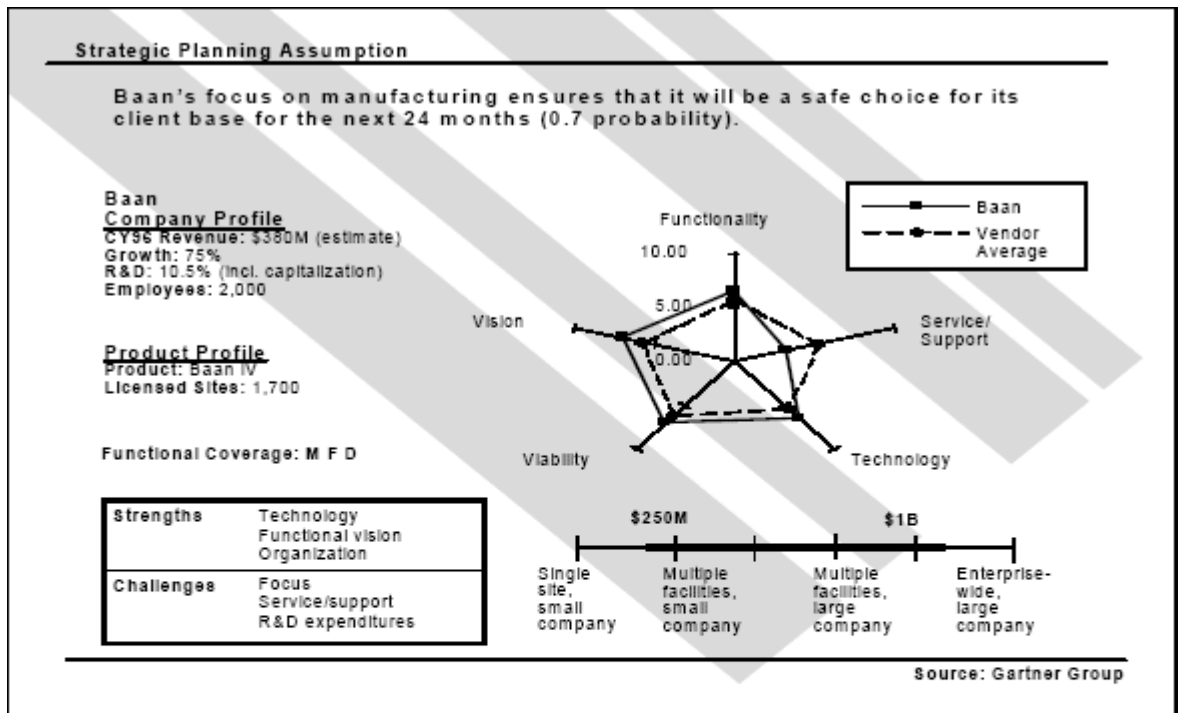 Strategic Planning Assumption
Baan's focus on manufacturing ensures that it will be a safe choice for its
client base for the next 24 months (0.7 probability).
Baan
Company Profile
CY96 Revenue: $380M (estimate)
Growth: 75%
R&D: 10.5% (incl. capitalization)
Employees: 2,000
Product Profile
Product: Baan IV
Licensed Sites: 1,700
Functional Coverage: M F D
Strengths
Technology
Functional vision
Organization
Challenges
Focus
Service/support
R&D expenditures
Functionality
10.00
5.00
0.00
Vision
Service/
Support
Viability
Technology
Baan
Vendor
Average
$250M
$1B
Single
site,
small
company
Multiple
facilities,
small
company
Multiple
facilities,
large
company
Enterprise-
wide,
large
company
Source: Gartner Group